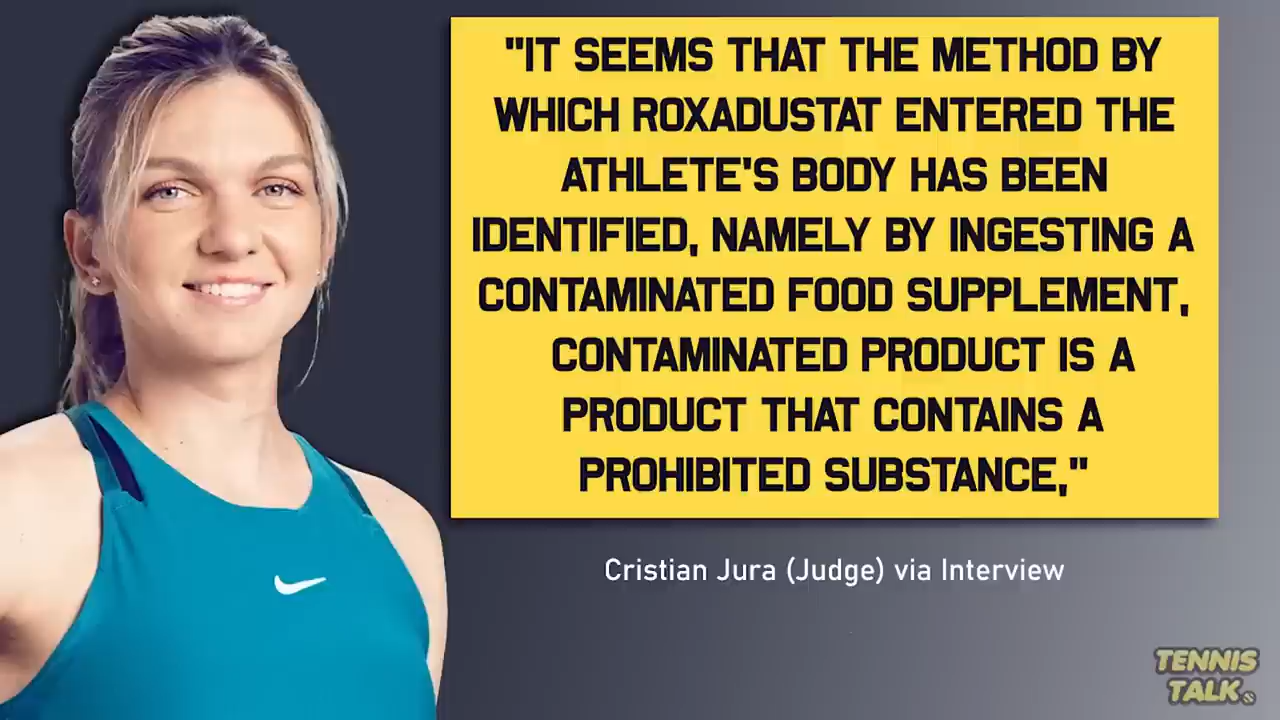 "IT SEEMS THAT THE METHOD BY
WHICH ROXADUSTAT ENTERED THE
ATHLETE'S BODY HAS BEEN
IDENTIFIED, NAMELY BY INGESTING A
CONTAMINATED FOOD SUPPLEMENT,
CONTAMINATED PRODUCT IS A
PRODUCT THAT CONTAINS A
PROHIBITED SUBSTANCE,"
Cristian Jura (Judge) via Interview
TENNIS
TALK